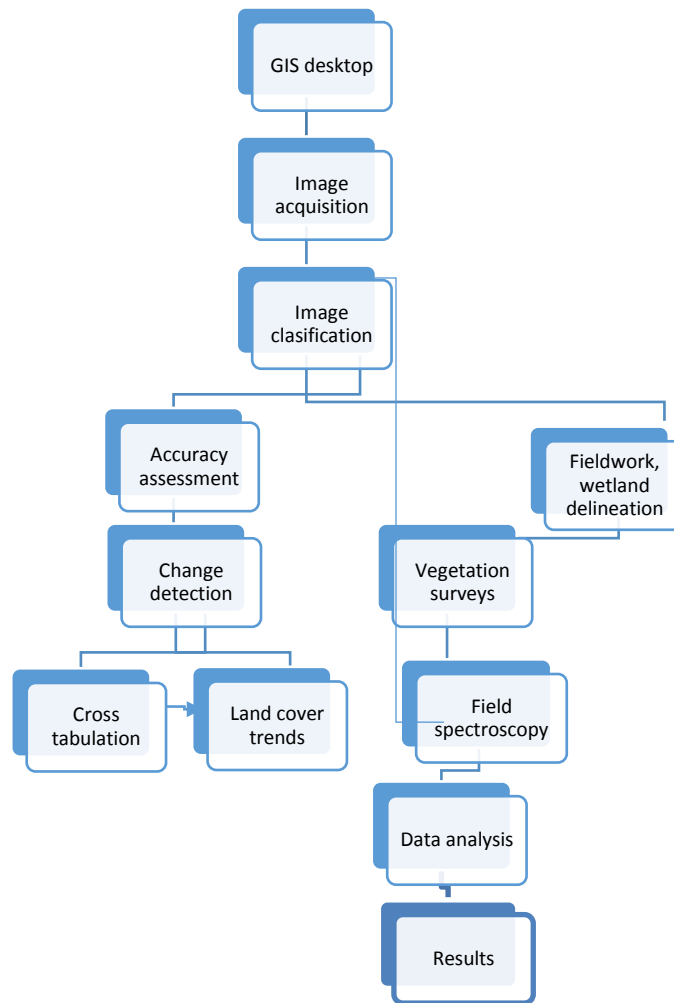 GIS desktop
Image
acquisition
Image
clasification
Accuracy
assessment
Fieldwork,
wetland
delineation
Change
detection
Vegetation
surveys
Cross
tabulation
Land cover
trends
Field
spectroscopy
Data analysis
Results